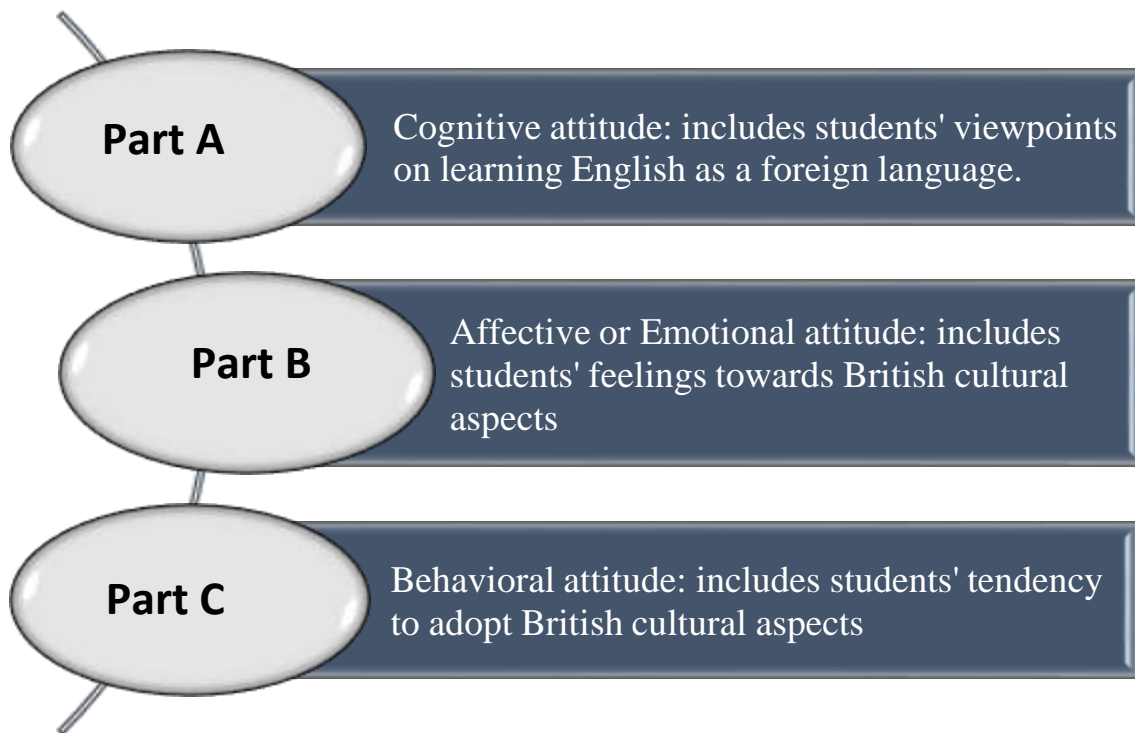 Part A
Cognitive attitude: includes students' viewpoints
on learning English as a foreign language.
Part B
Affective or Emotional attitude: includes
students' feelings towards British cultural
aspects
Part C
Behavioral attitude: includes students' tendency
to adopt British cultural aspects